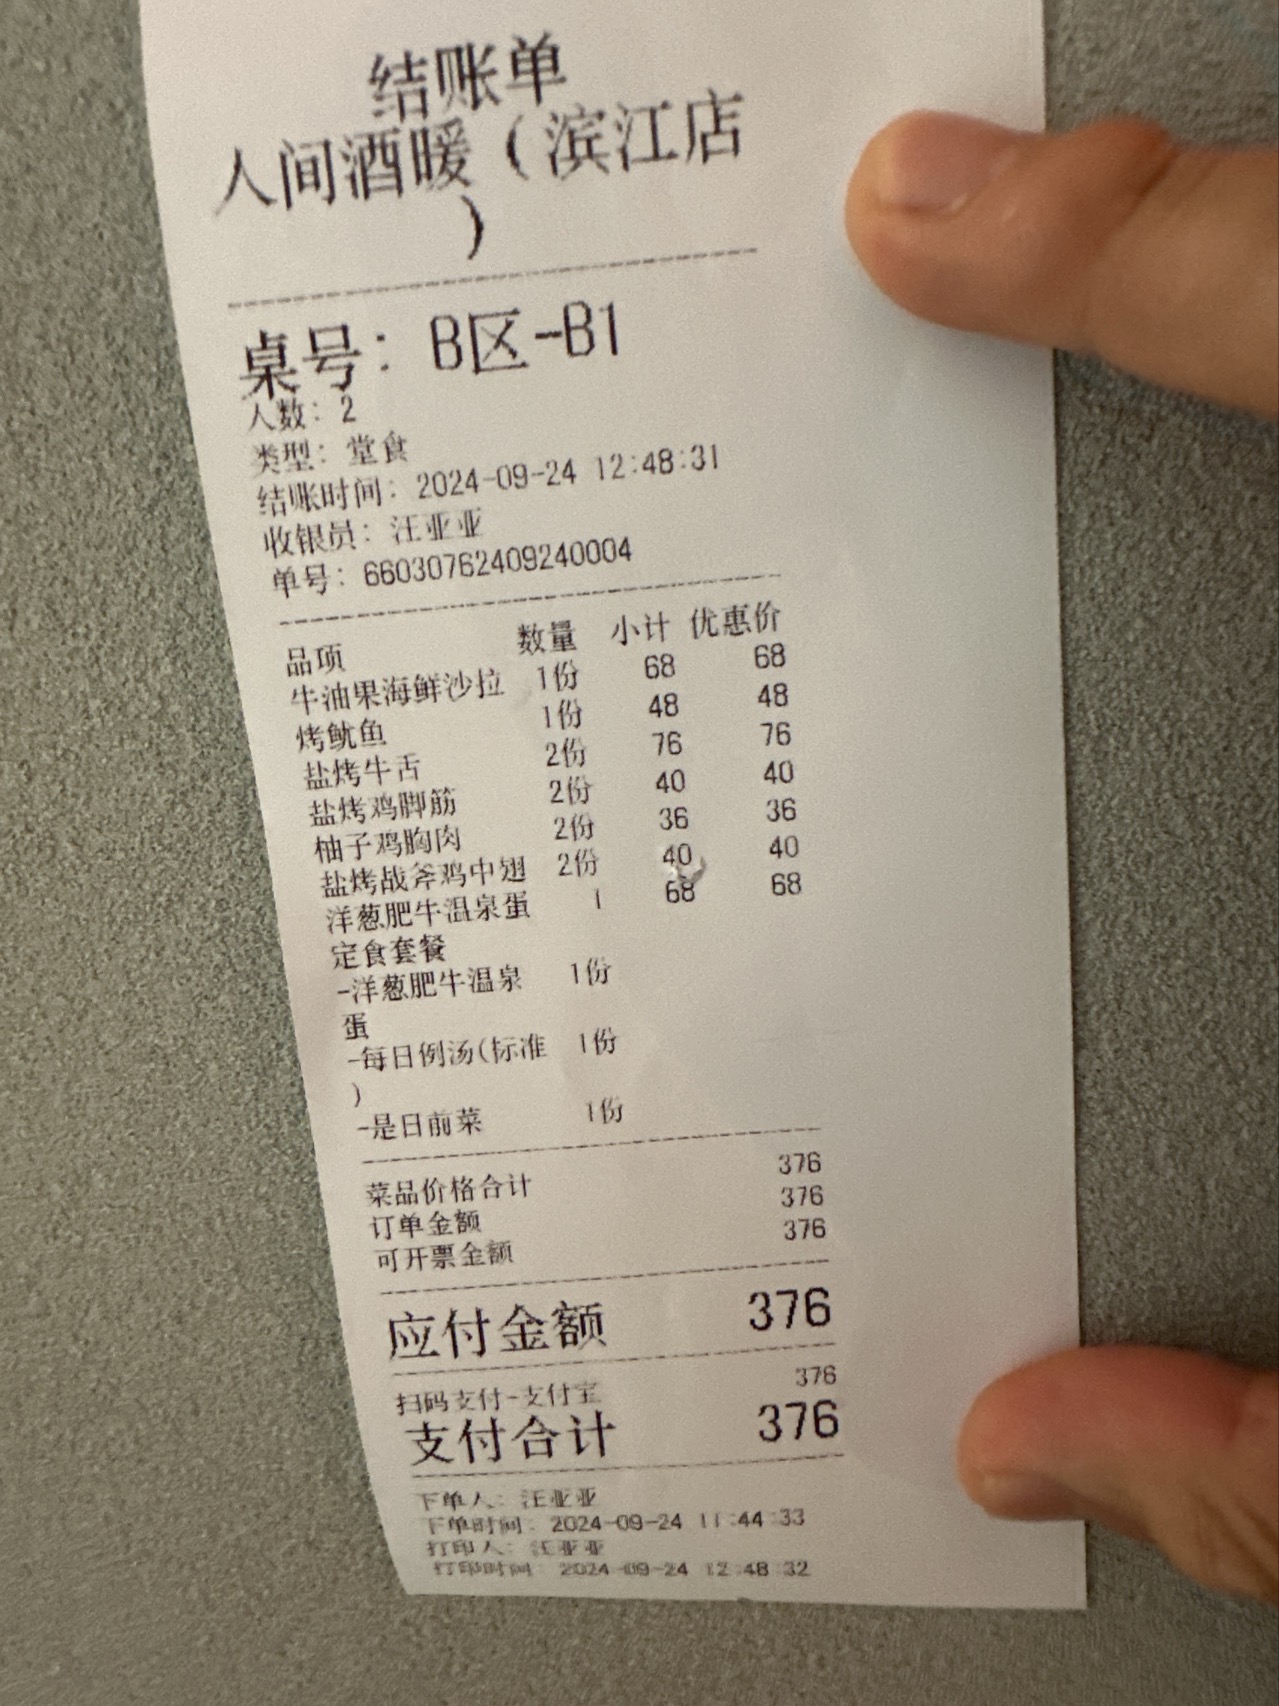 结账单
人间酒暖（滨江店
）
桌号：B区-B1
人数：2
类型：堂食
结账时间：2024-09-24 12:48:31
收银员：汪亚亚
单号：66030762409240004
品项 数量 小计 优惠价
牛油果海鲜沙拉 1份 68 68
烤鱿鱼 1份 48 48
盐烤牛舌 2份 76 76
盐烤鸡脚筋 2份 40 40
柚子鸡胸肉 2份 36 36
盐烤战斧鸡中翅 2份 40 40
洋葱肥牛温泉蛋 1 68 68
定食套餐
-洋葱肥牛温泉 1份
蛋
-每日例汤(标准 1份
)
-是日前菜 1份
菜品价格合计 376
订单金额 376
可开票金额 376
应付金额 376
扫码支付-支付宝 376
支付合计 376
下单人：汪亚亚
下单时间：2024-09-24 11:44:33
打印人：汪亚亚
打印时间：2024-09-24 12:48:32